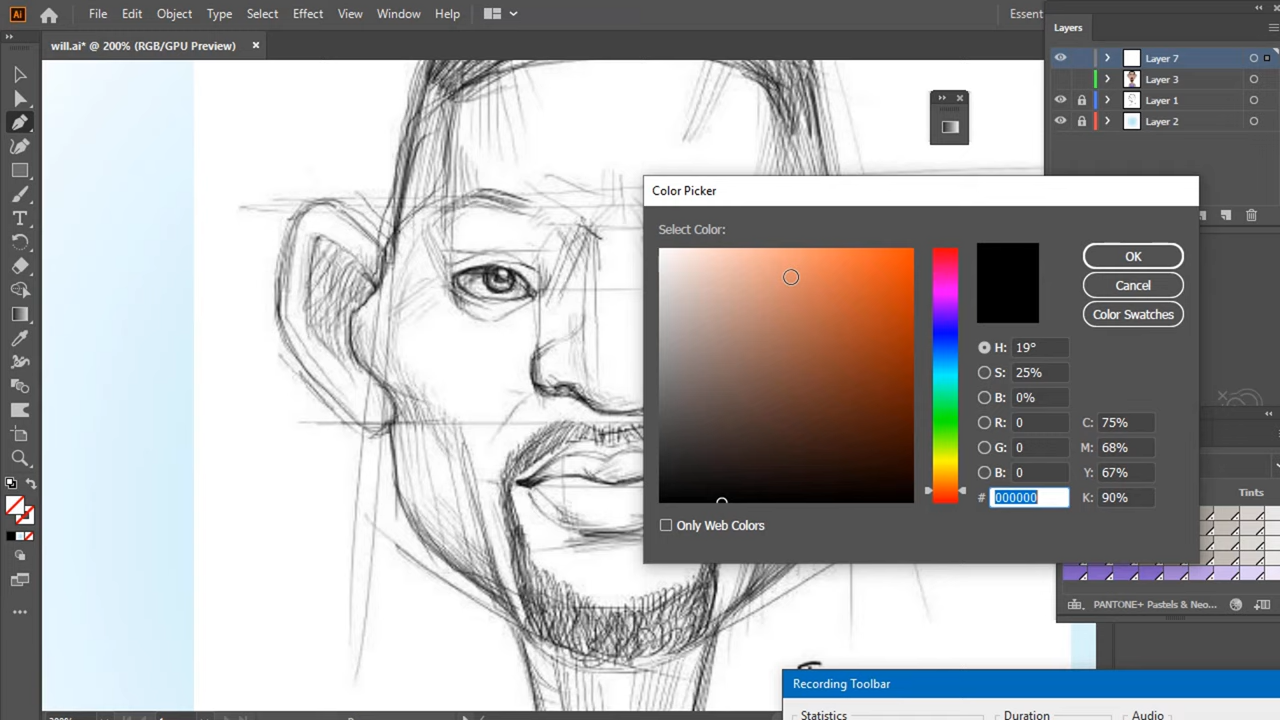 Ai File Edit Object Type Select Effect View Window Help Essent
will.ai* @ 200% (RGB/GPU Preview)
Layers
Layer 7
Layer 3
Layer 1
Layer 2
Color Picker
Select Color:
OK
Cancel
Color Swatches
H: 19°
S: 25%
B: 0%
R: 0 C: 75%
G: 0 M: 68%
B: 0 Y: 67%
# 000000 K: 90%
Only Web Colors
Tints
PANTONE+ Pastels & Neo...
Recording Toolbar
Statistics Duration Audio